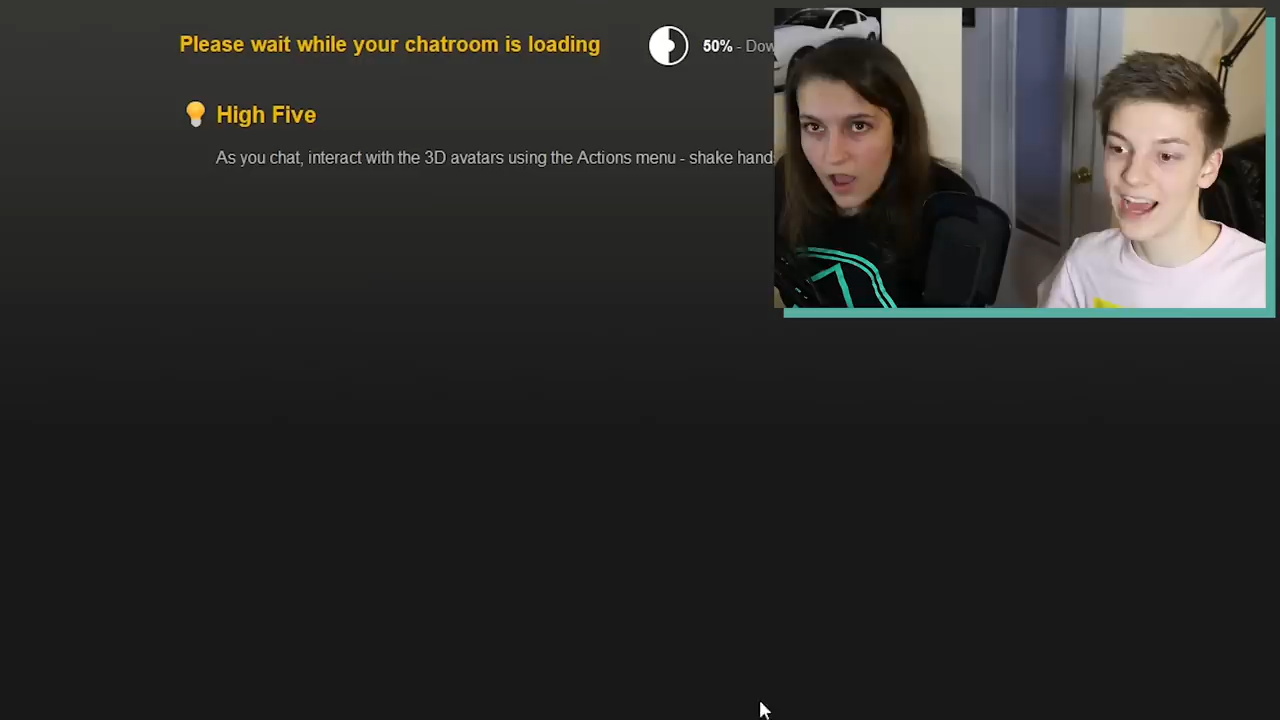 Please wait while your chatroom is loading
50% - Dow
High Five
As you chat, interact with the 3D avatars using the Actions menu - shake hand